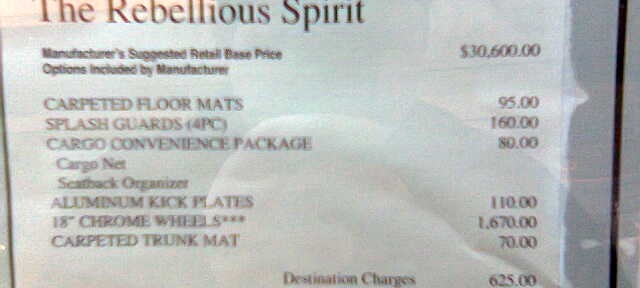 The Rebellious Spirit
Manufacturer's Suggested Retail Base Price $30,600.00
Options Included by Manufacturer
CARPETED FLOOR MATS 95.00
SPLASH GUARDS (4PC) 160.00
CARGO CONVENIENCE PACKAGE 80.00
Cargo Net
Seatback Organizer
ALUMINUM KICK PLATES 110.00
18" CHROME WHEELS*** 1,670.00
CARPETED TRUNK MAT 70.00
Destination Charges 625.00